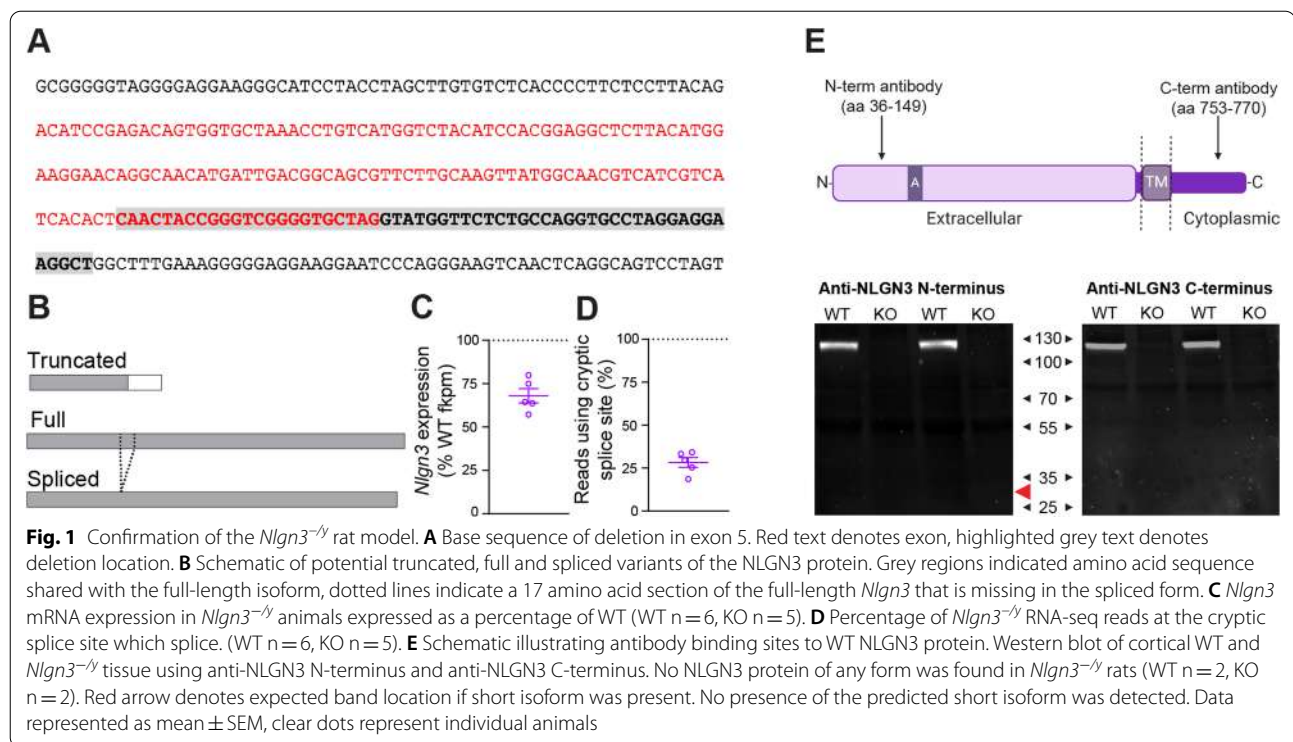 A
GCGGGGGTAGGGGAGGAAGGGCATCCTACCTAGCTTGTGTCTCACCCCTTCTCCTTACAG
ACATCCGAGACAGTGGTGCTAAACCTGTCATGGTCTACATCCACGGAGGCTCTTACATGG
AAGGAACAGGCAACATGATTGACGGCAGCGTTCTTGCAAGTTATGGCAACGTCATCGTCA
TCACACTCAACTACCGGGTCGGGGTGCTAGGTATGGTTCTCTGCCAGGTGCCTAGGAGGA
AGGCTGGCTTTGAAAGGGGGAGGAAGGAATCCCAGGGAAGTCAACTCAGGCAGTCCTAGT
B
Truncated
Full
Spliced
C
Nlgn3 expression
(% WT fkpm)
100
75
50
25
0
D
Reads using cryptic
splice site (%)
100
75
50
25
0
E
N-term antibody
(aa 36-149)
C-term antibody
(aa 753-770)
N-
A
TM
-C
Extracellular
Cytoplasmic
Anti-NLGN3 N-terminus
Anti-NLGN3 C-terminus
WT KO WT KO
WT KO WT KO
◄ 130 ►
◄ 100 ►
◄ 70 ►
◄ 55 ►
◄ 35 ►
◄ 25 ►
Fig. 1 Confirmation of the Nlgn3−/y rat model. A Base sequence of deletion in exon 5. Red text denotes exon, highlighted grey text denotes
deletion location. B Schematic of potential truncated, full and spliced variants of the NLGN3 protein. Grey regions indicated amino acid sequence
shared with the full-length isoform, dotted lines indicate a 17 amino acid section of the full-length Nlgn3 that is missing in the spliced form. C Nlgn3
mRNA expression in Nlgn3−/y animals expressed as a percentage of WT (WT n = 6, KO n = 5). D Percentage of Nlgn3−/y RNA-seq reads at the cryptic
splice site which splice. (WT n = 6, KO n = 5). E Schematic illustrating antibody binding sites to WT NLGN3 protein. Western blot of cortical WT and
Nlgn3−/y tissue using anti-NLGN3 N-terminus and anti-NLGN3 C-terminus. No NLGN3 protein of any form was found in Nlgn3−/y rats (WT n = 2, KO
n = 2). Red arrow denotes expected band location if short isoform was present. No presence of the predicted short isoform was detected. Data
represented as mean ± SEM, clear dots represent individual animals